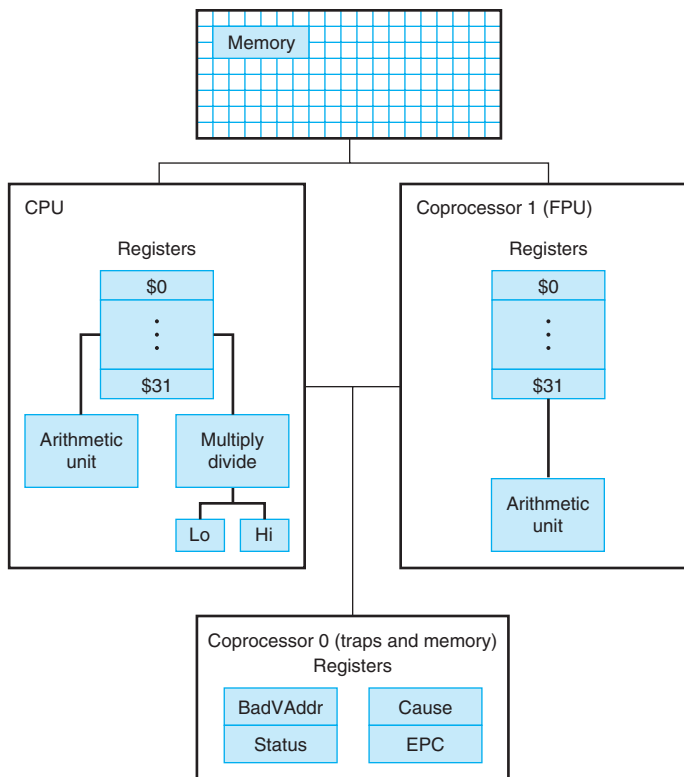 Memory
CPU
Registers
$0
⋮
$31
Arithmetic
unit
Multiply
divide
Lo
Hi
Coprocessor 1 (FPU)
Registers
$0
⋮
$31
Arithmetic
unit
Coprocessor 0 (traps and memory)
Registers
BadVAddr
Status
Cause
EPC